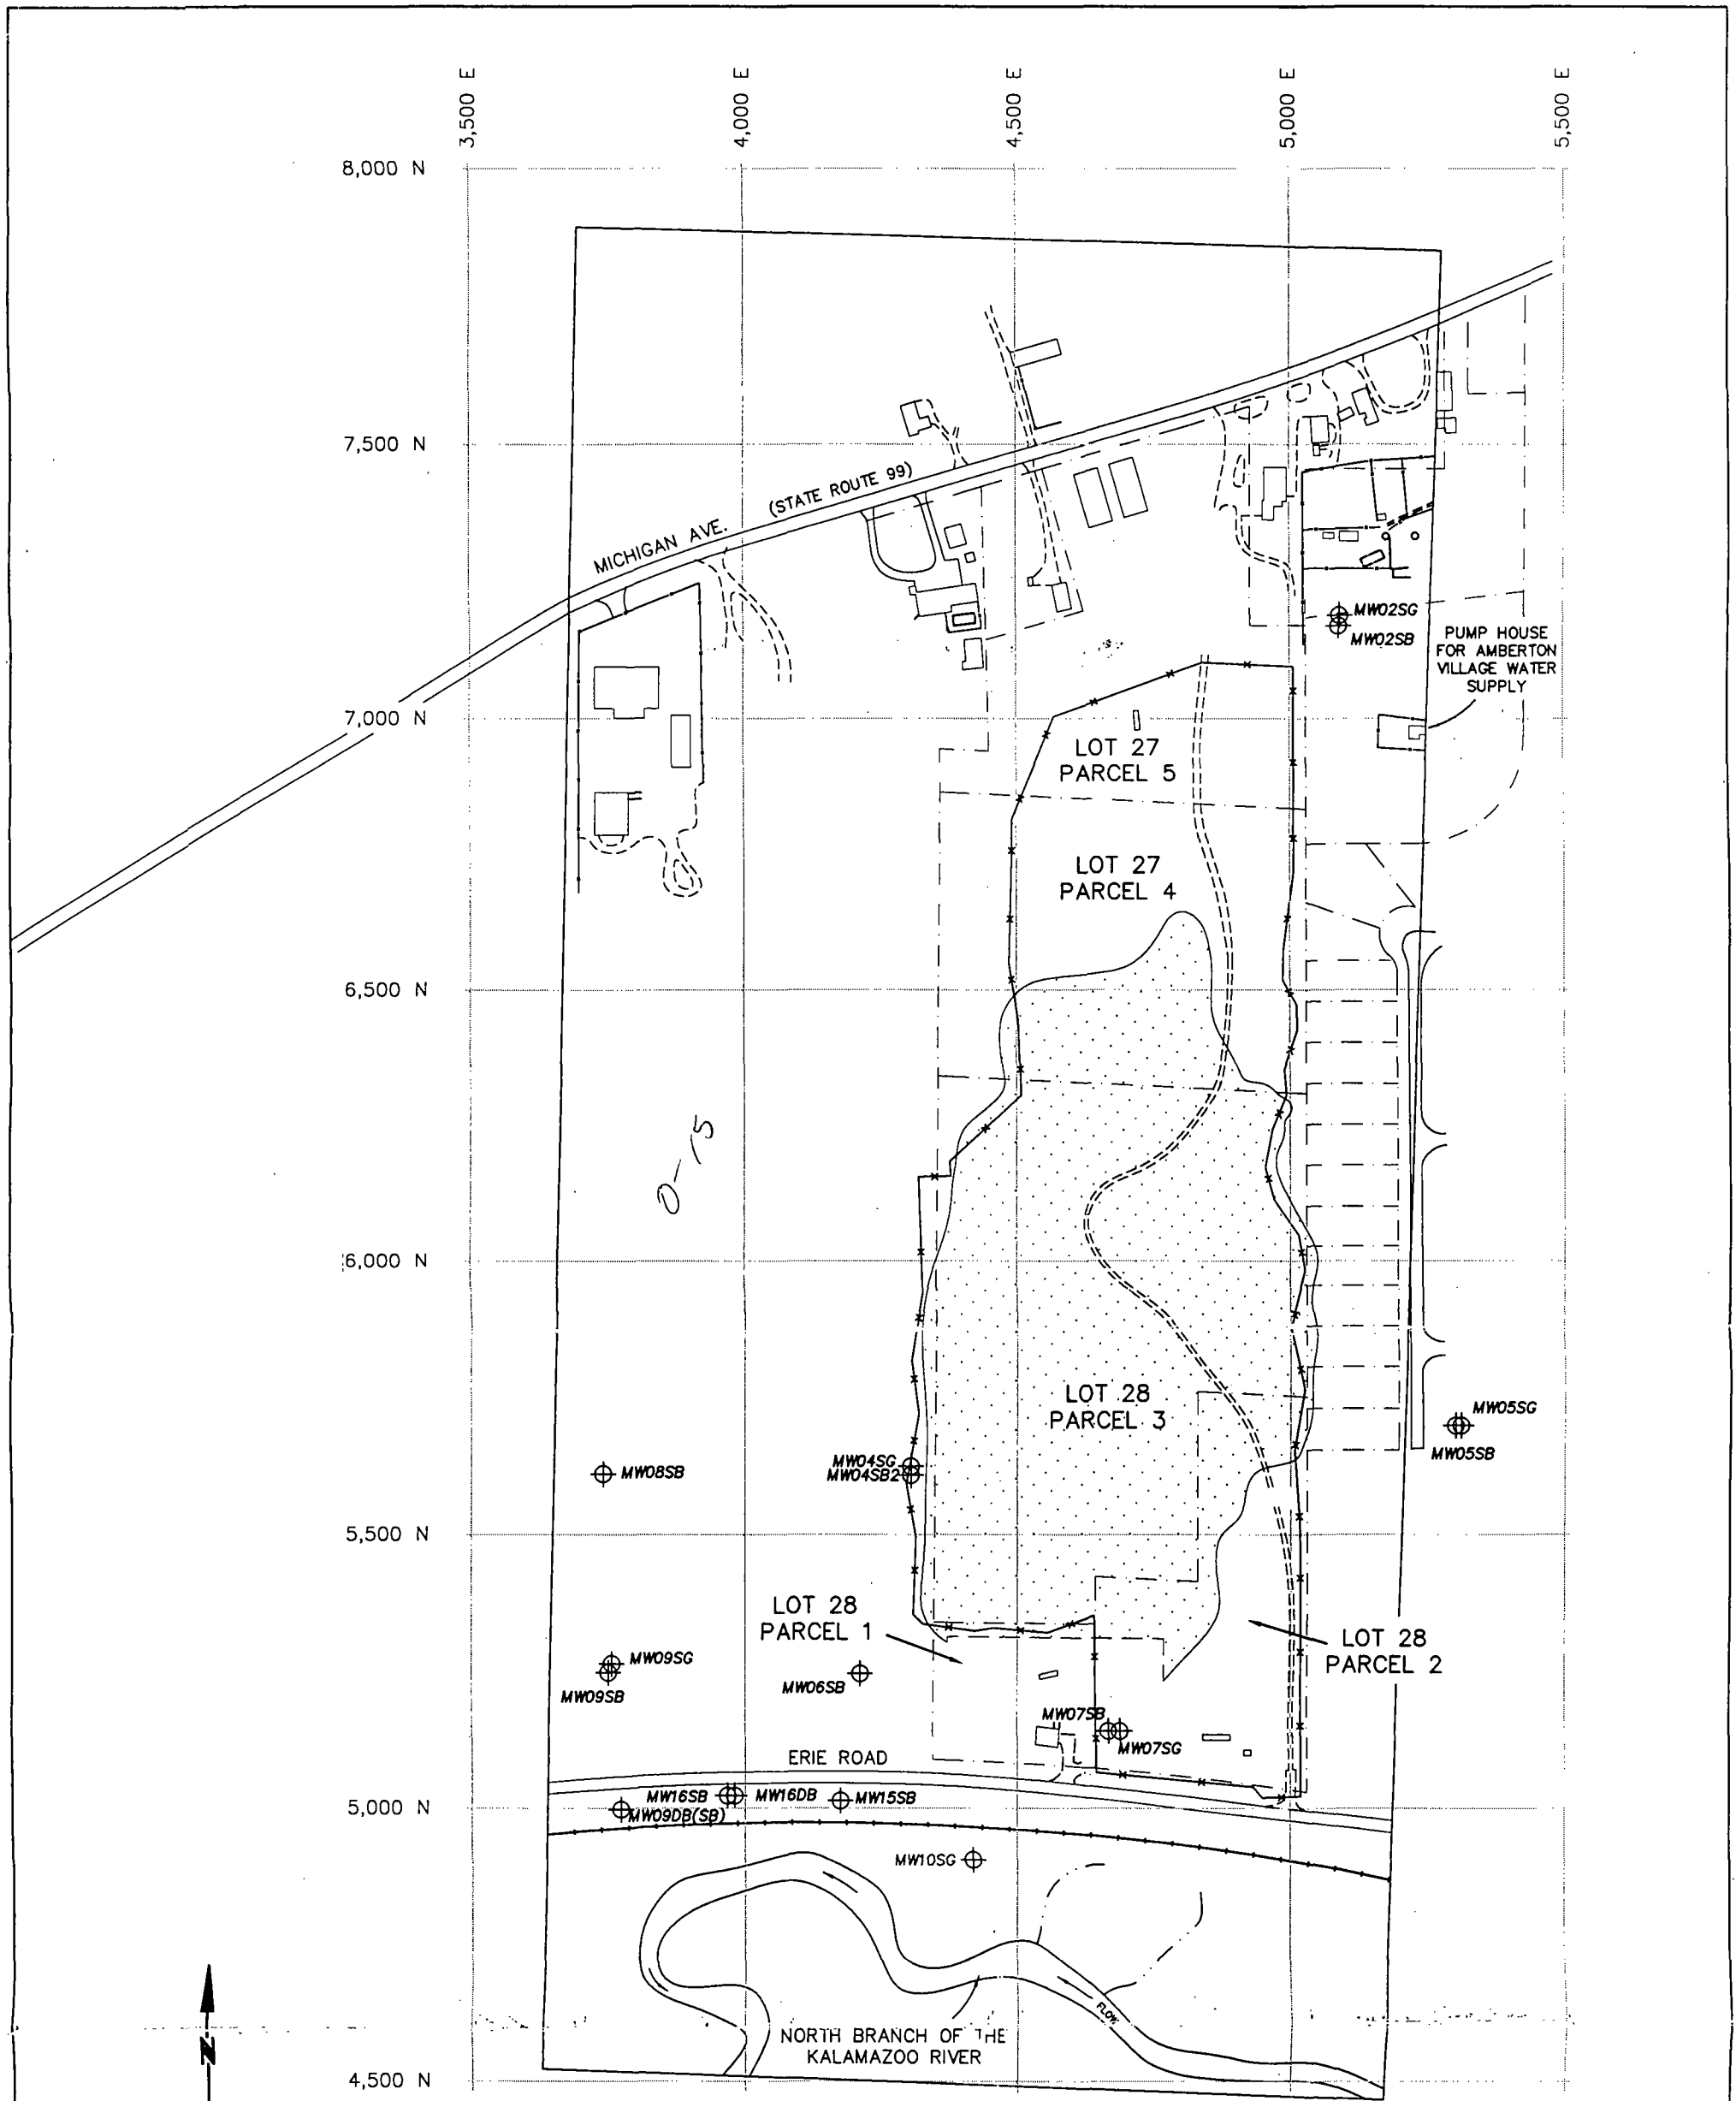 3,500 E
4,000 E
4,500 E
5,000 E
5,500 E
8,000 N
7,500 N
MICHIGAN AVE.
(STATE ROUTE 99)
MW02SG
MW02SB
PUMP HOUSE
FOR AMBERTON
VILLAGE WATER
SUPPLY
7,000 N
LOT 27
PARCEL 5
LOT 27
PARCEL 4
6,500 N
0-15
6,000 N
LOT 28
PARCEL 3
MW05SG
MW05SB
MW04SG
MW04SB2
MW08SB
5,500 N
LOT 28
PARCEL 1
LOT 28
PARCEL 2
MW09SG
MW09SB
MW06SB
MW07SB
MW07SG
ERIE ROAD
5,000 N
MW16SB
MW16DB
MW15SB
MW09DB(SB)
MW10SG
FLOW
NORTH BRANCH OF THE
KALAMAZOO RIVER
N
4,500 N